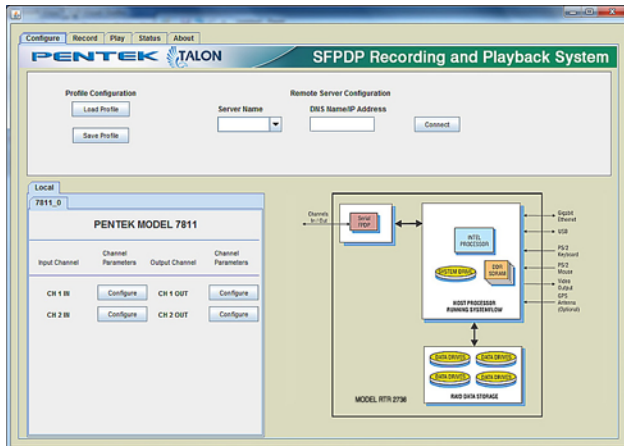 Configure Record Play Status About
PENTEK TALON SFPDP Recording and Playback System
Profile Configuration
Load Profile
Save Profile
Remote Server Configuration
Server Name DNS Name/IP Address
Connect
Local
7811_0
PENTEK MODEL 7811
Input Channel Channel Parameters Output Channel Channel Parameters
CH 1 IN Configure CH 1 OUT Configure
CH 2 IN Configure CH 2 OUT Configure
Channels
In / Out
Serial
FPDP
INTEL
PROCESSOR
SYSTEM DRIVE
DDR
SDRAM
HOST PROCESSOR
RUNNING SYSTEMFLOW
Gigabit
Ethernet
USB
PS/2
Keyboard
PS/2
Mouse
Video
Output
GPS
Antenna
(Optional)
DATA DRIVES DATA DRIVES
DATA DRIVES DATA DRIVES
RAID DATA STORAGE
MODEL RTR 2736